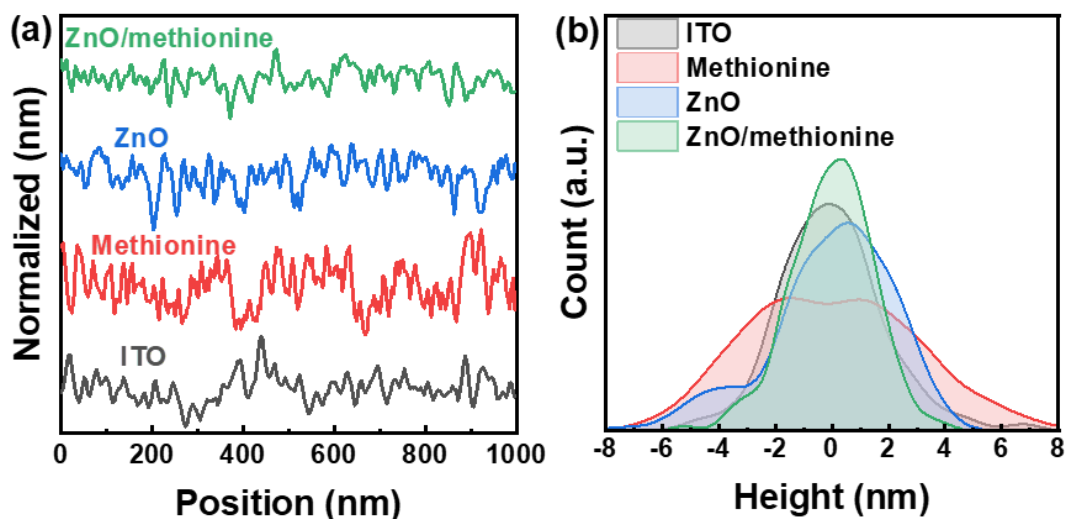 (a)
ZnO/methionine
ZnO
Methionine
ITO
Normalized (nm)
0 200 400 600 800 1000
Position (nm)
(b)
ITO
Methionine
ZnO
ZnO/methionine
Count (a.u.)
-8 -6 -4 -2 0 2 4 6 8
Height (nm)